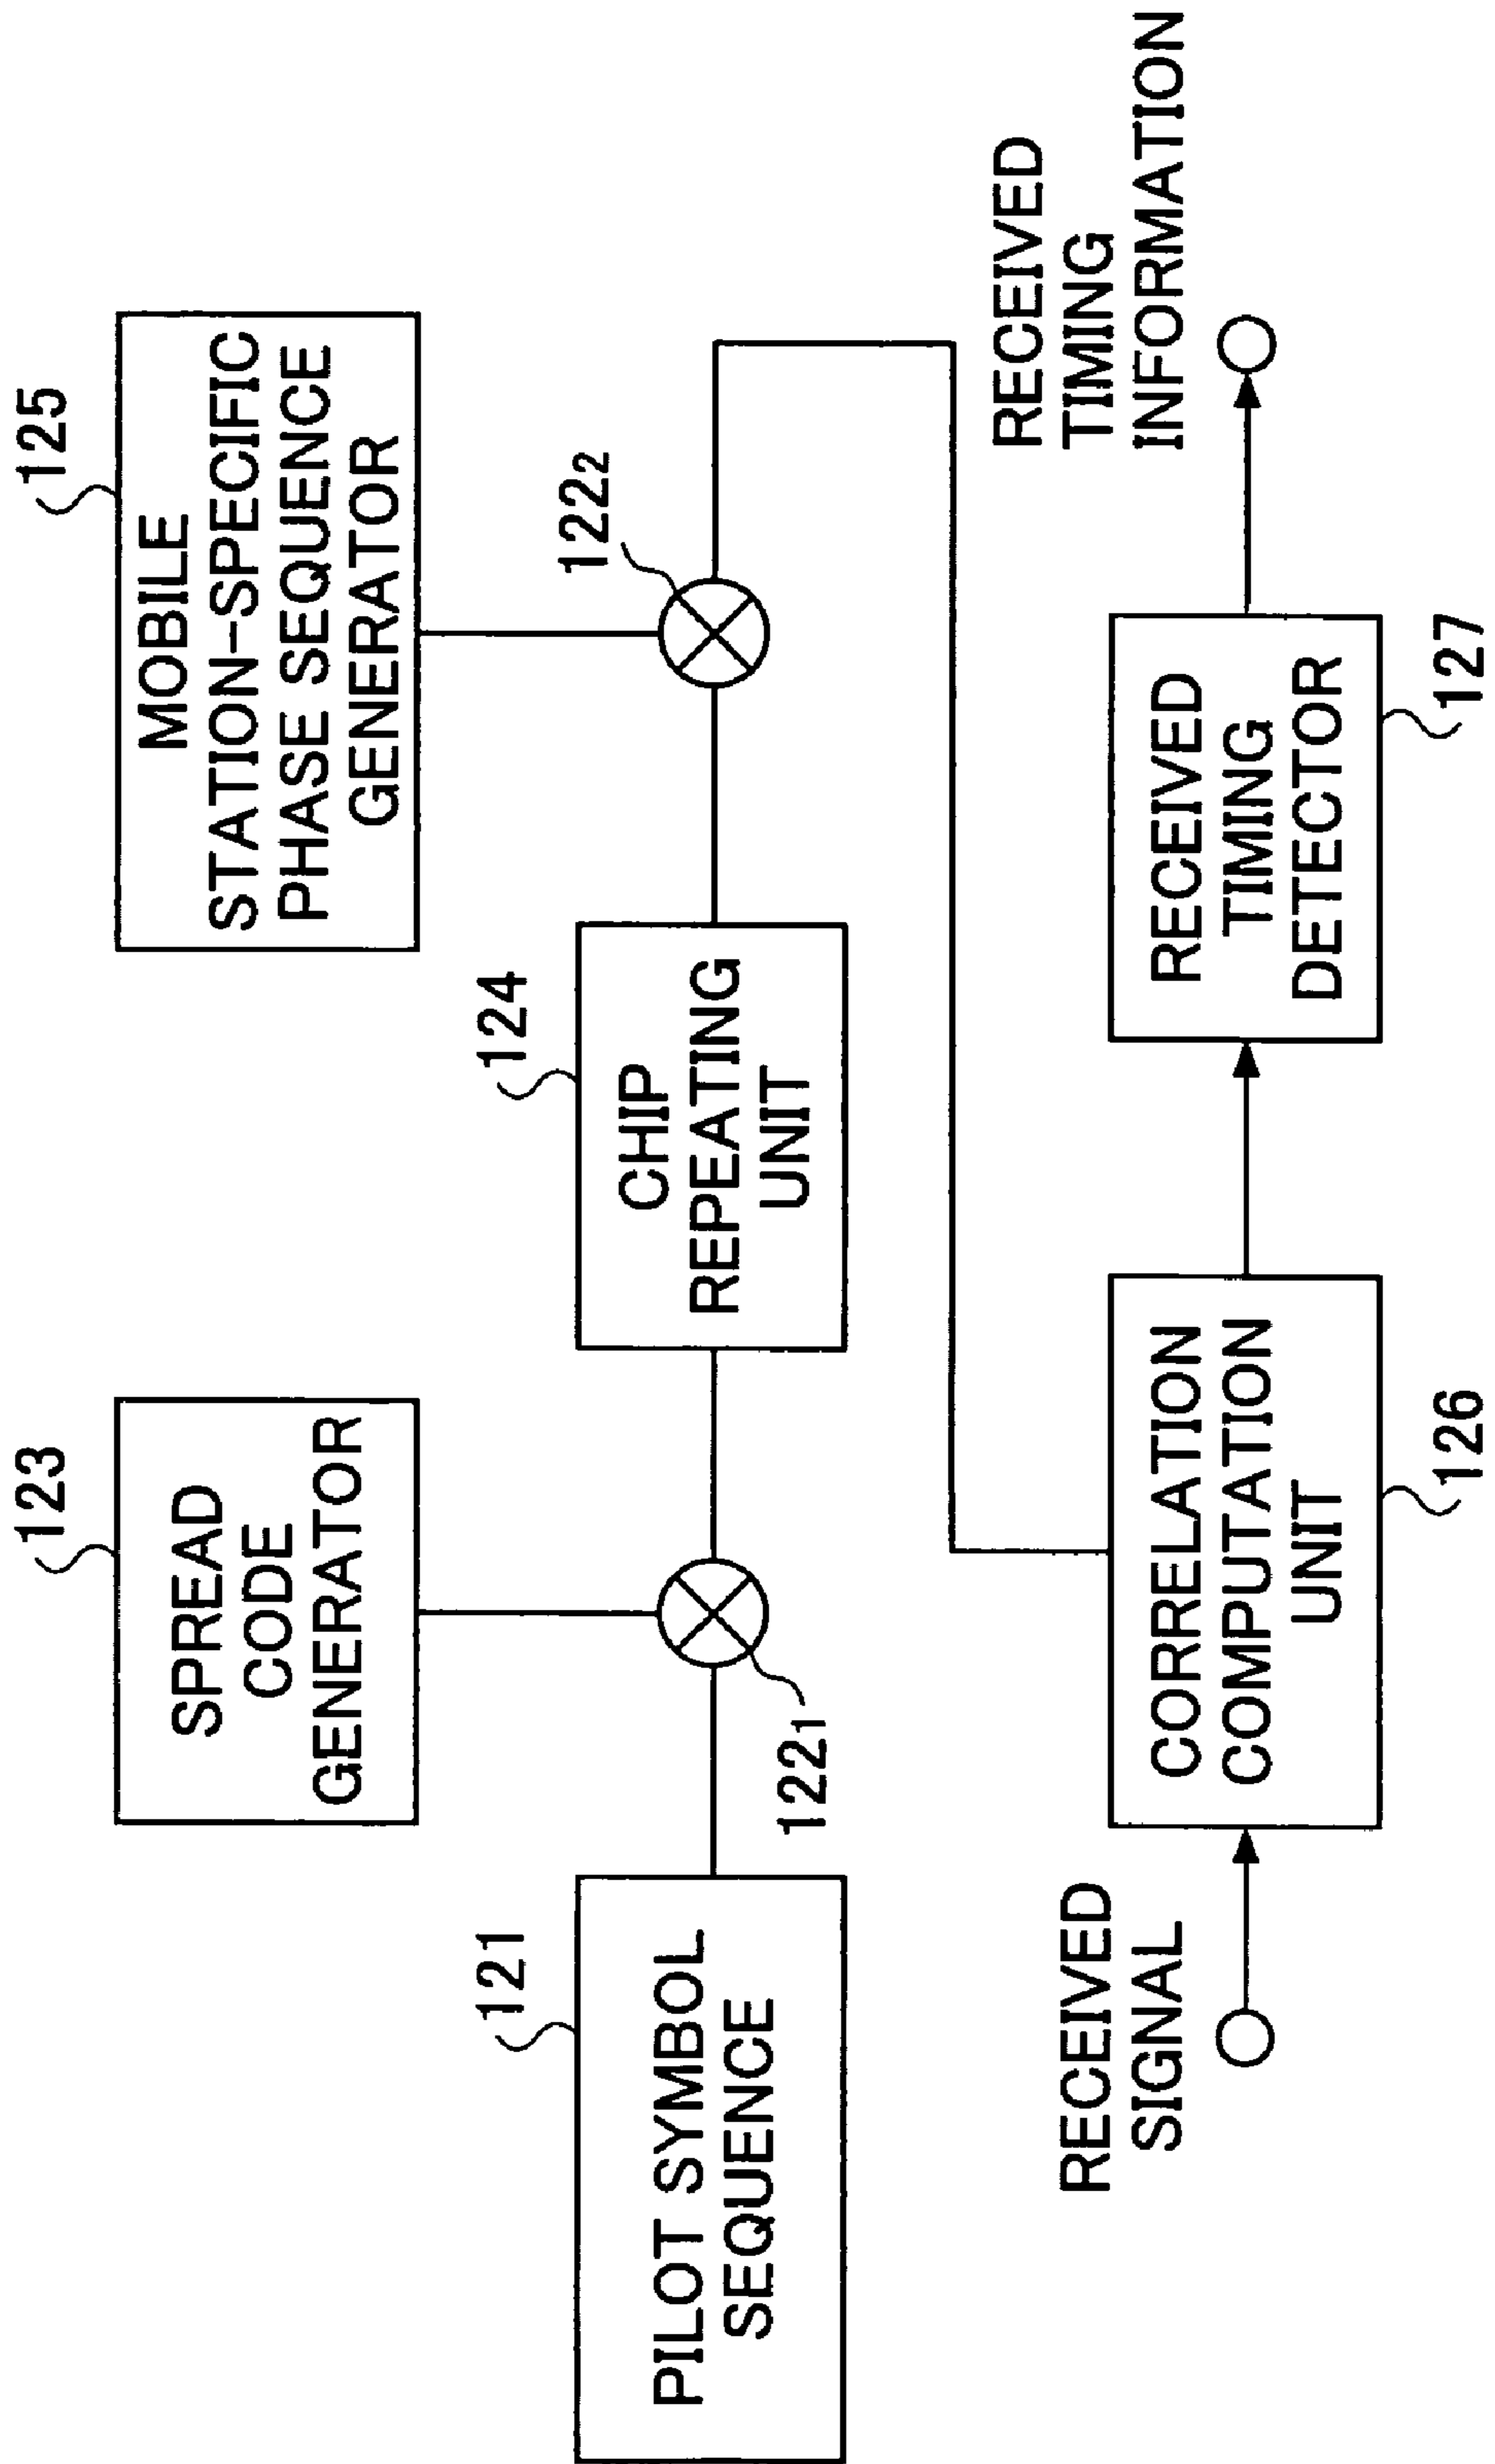 123
SPREAD
CODE
GENERATOR
125
MOBILE
STATION-SPECIFIC
PHASE SEQUENCE
GENERATOR
121
PILOT SYMBOL
SEQUENCE
122₁
124
CHIP
REPEATING
UNIT
122₂
RECEIVED
SIGNAL
CORRELATION
COMPUTATION
UNIT
126
RECEIVED
TIMING
DETECTOR
127
RECEIVED
TIMING
INFORMATION